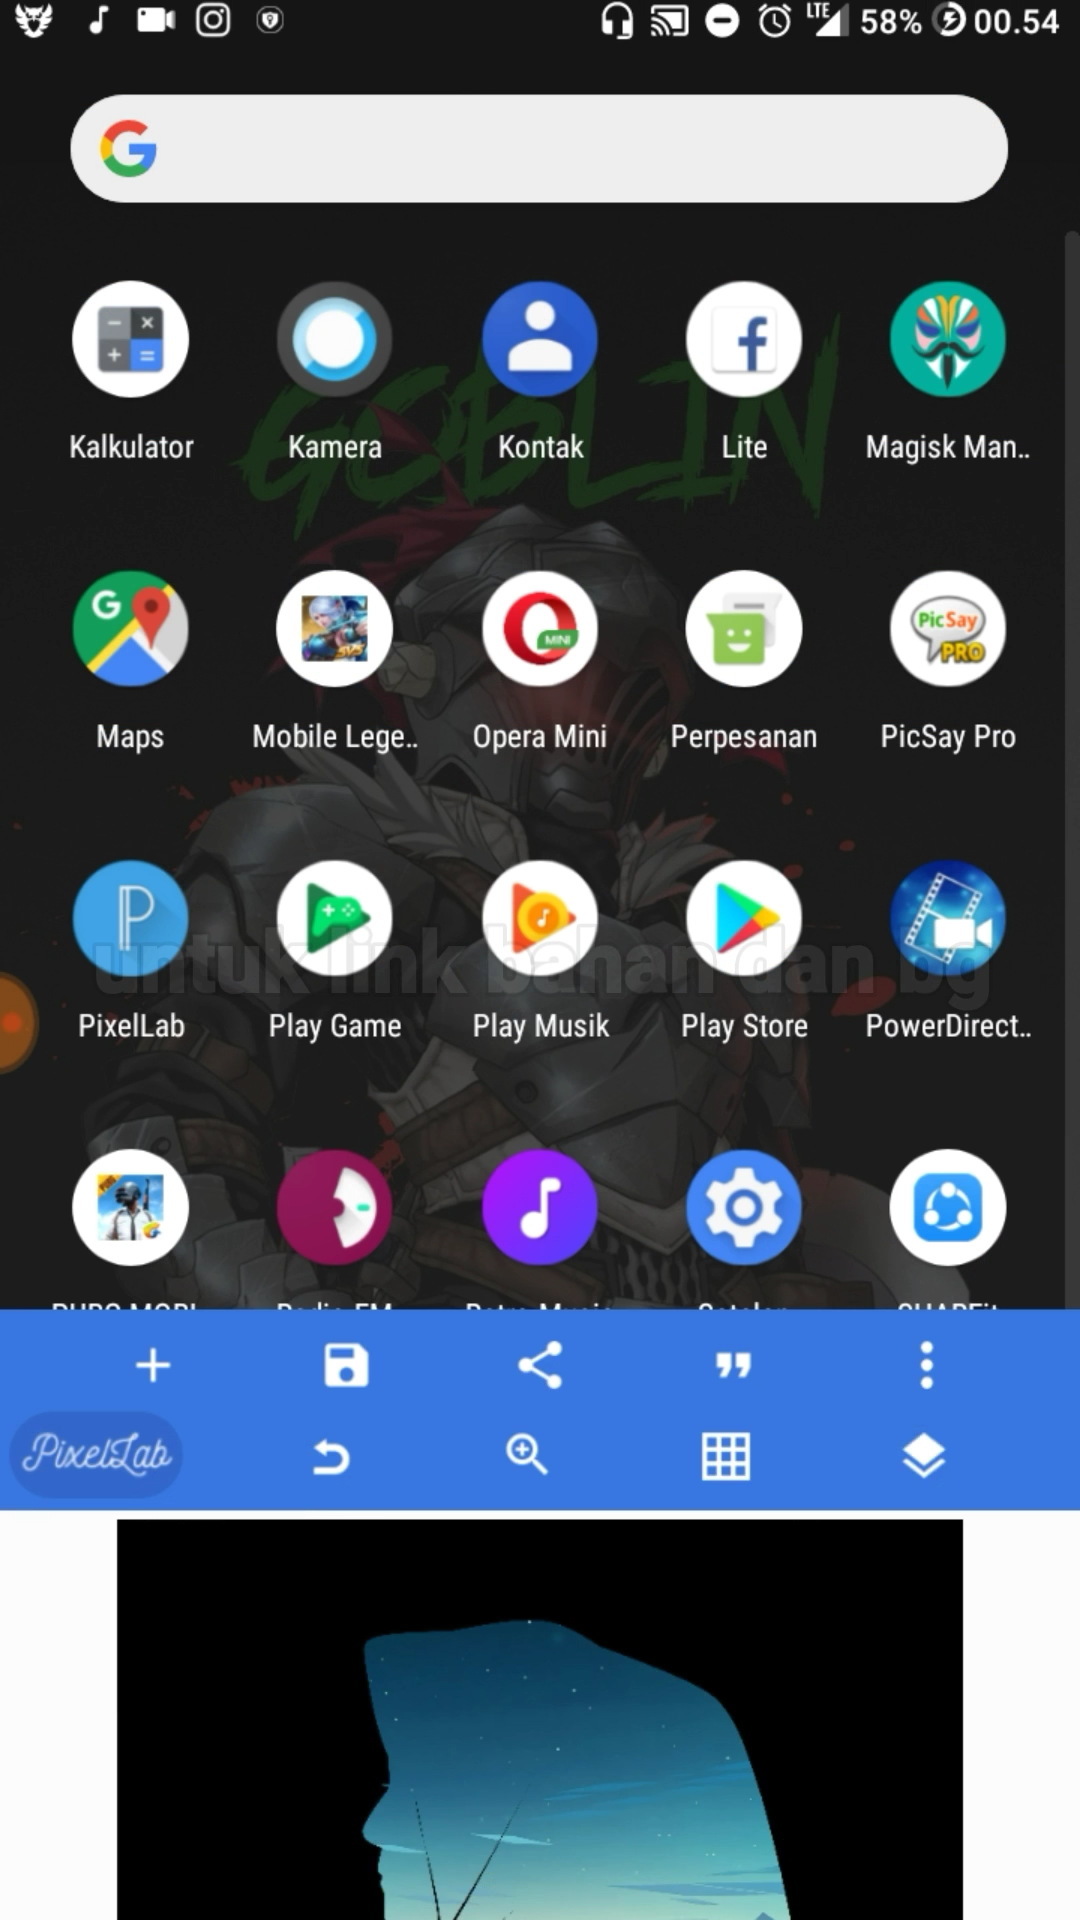 LTE 58% 00.54
G
GOBLIN
Kalkulator Kamera Kontak Lite Magisk Man..
Maps Mobile Lege.. Opera Mini Perpesanan PicSay Pro
untuk link bahan dan bg
PixelLab Play Game Play Musik Play Store PowerDirect..
PixelLab